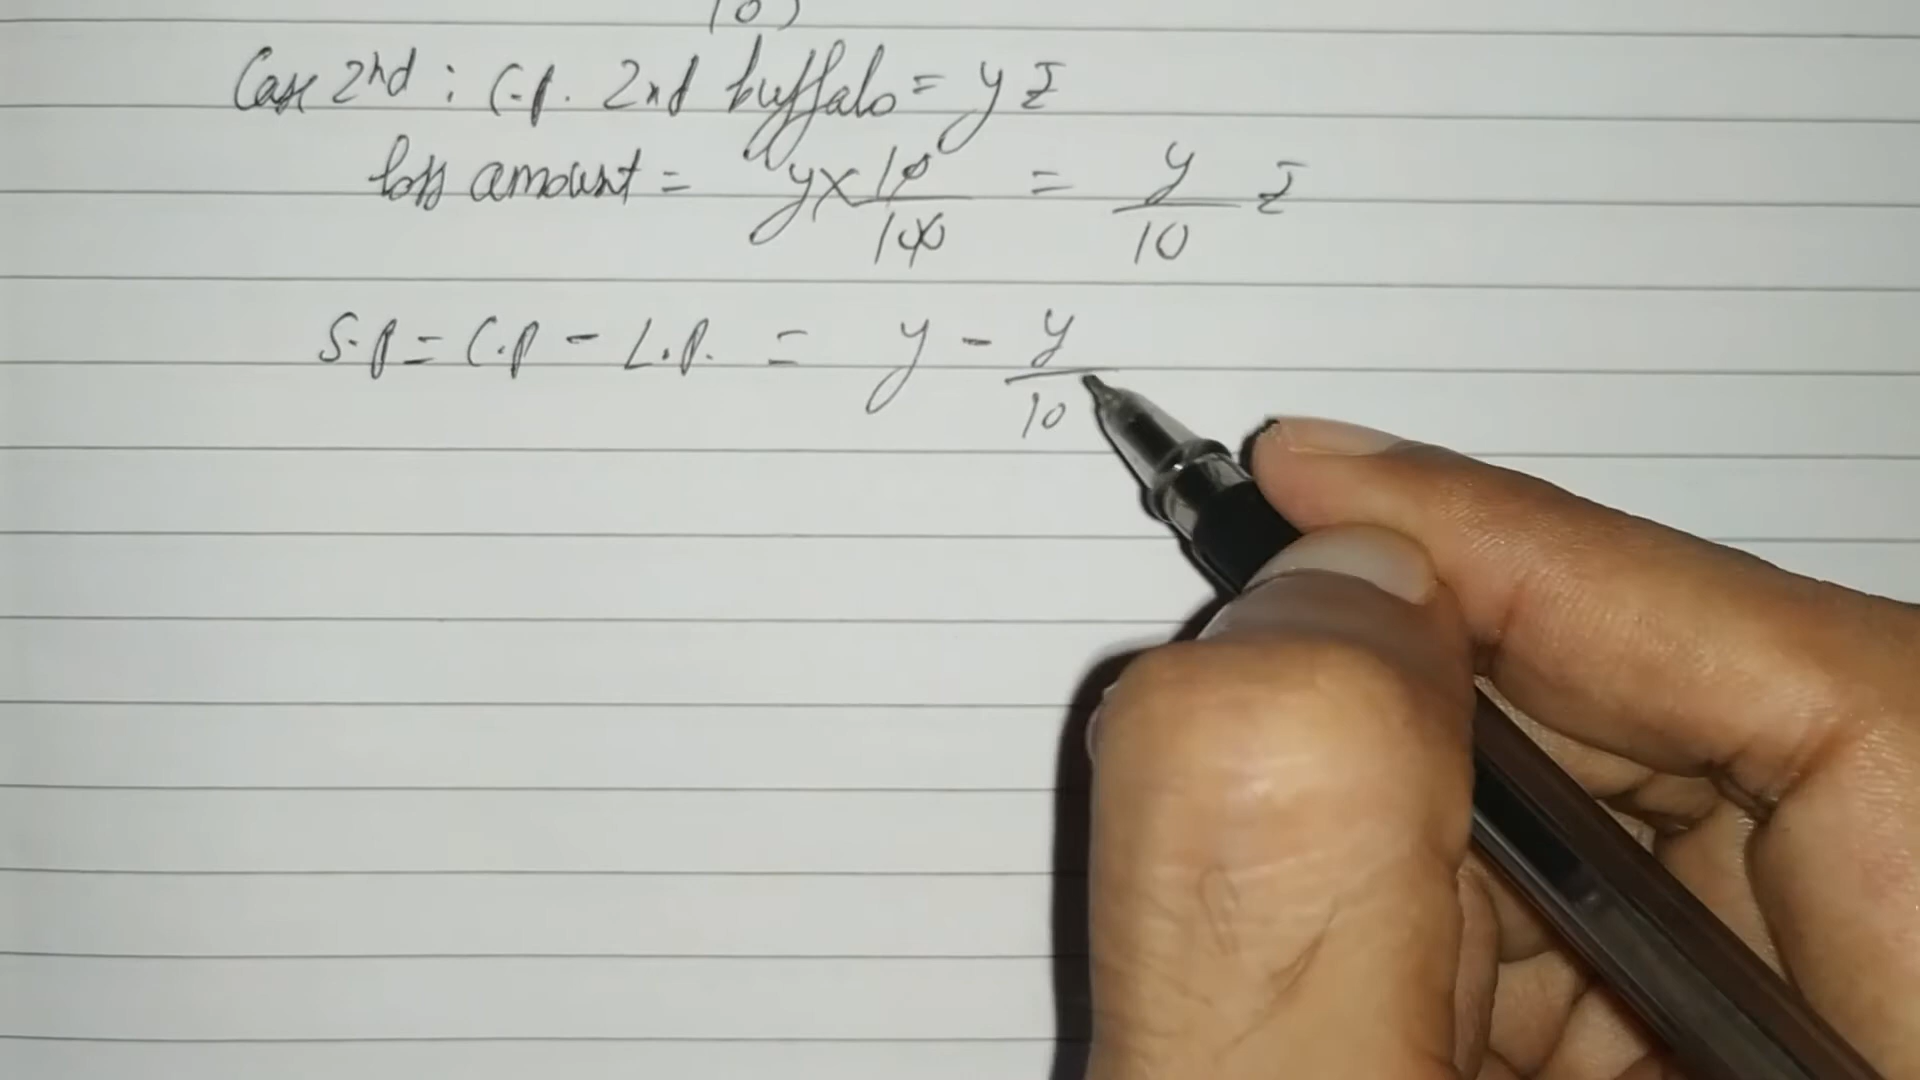 Case 2nd : C.P. 2nd buffalo = y ₹
loss amount = y × 10/100 = y/10 ₹
S.P = C.P - L.P. = y - y/10